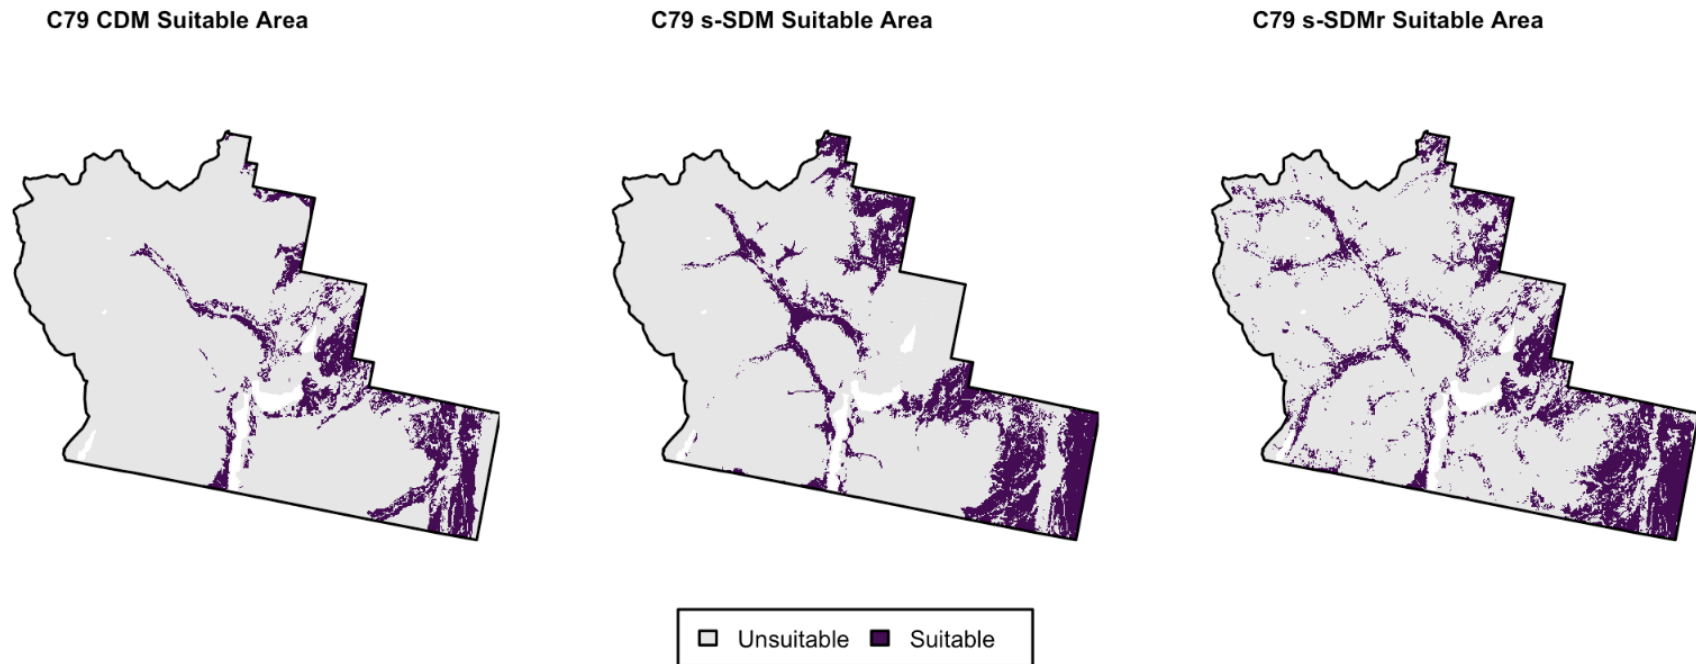 C79 CDM Suitable Area
C79 s-SDM Suitable Area
C79 s-SDMr Suitable Area
Unsuitable
Suitable